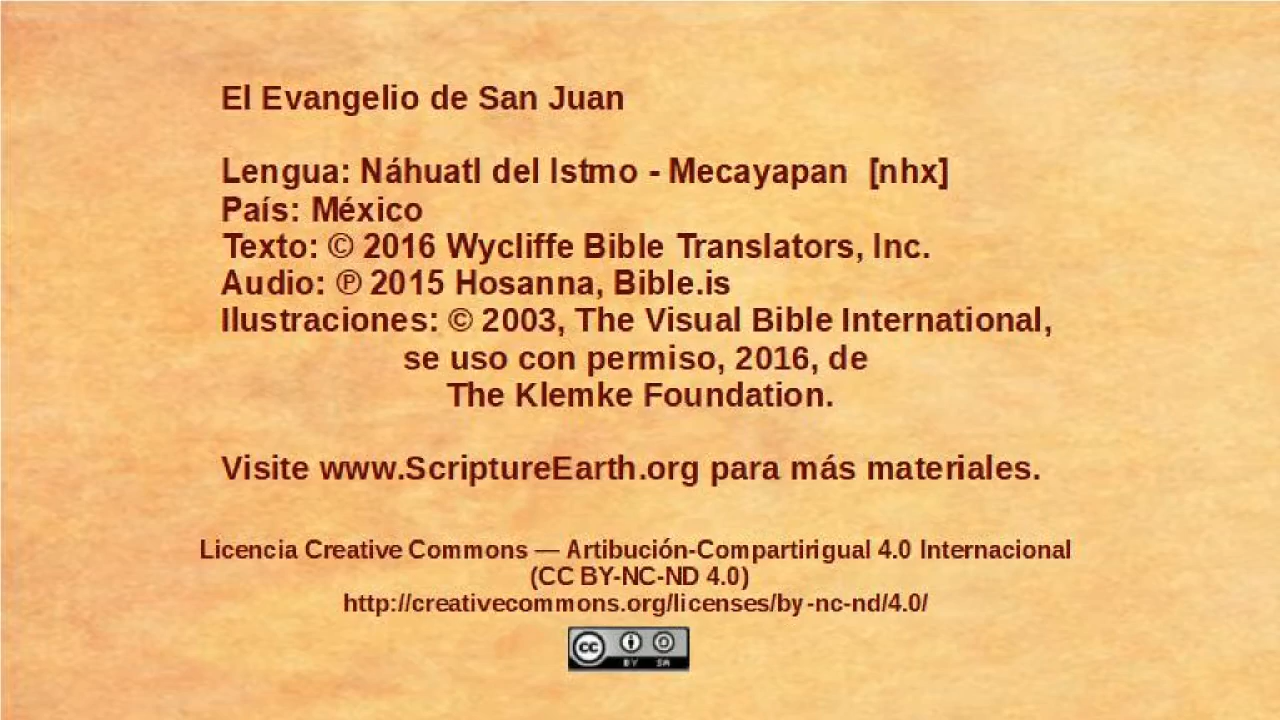 El Evangelio de San Juan
Lengua: Náhuatl del Istmo - Mecayapan [nhx]
País: México
Texto: © 2016 Wycliffe Bible Translators, Inc.
Audio: ℗ 2015 Hosanna, Bible.is
Ilustraciones: © 2003, The Visual Bible International,
se uso con permiso, 2016, de
The Klemke Foundation.
Visite www.ScriptureEarth.org para más materiales.
Licencia Creative Commons — Artibución-Compartirigual 4.0 Internacional
(CC BY-NC-ND 4.0)
http://creativecommons.org/licenses/by-nc-nd/4.0/
cc BY SA